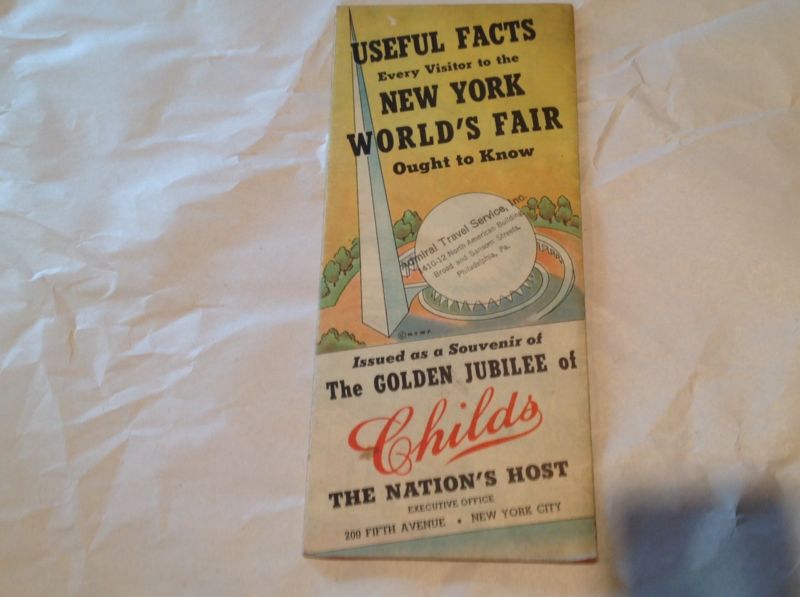 USEFUL FACTS
Every Visitor to the
NEW YORK
WORLD'S FAIR
Ought to Know
Admiral Travel Service, Inc.
1410-12 North American Building,
Broad and Sansom Streets,
Philadelphia, Pa.
© N Y W F
Issued as a Souvenir of
The GOLDEN JUBILEE of
Childs
THE NATION'S HOST
EXECUTIVE OFFICE
200 FIFTH AVENUE • NEW YORK CITY